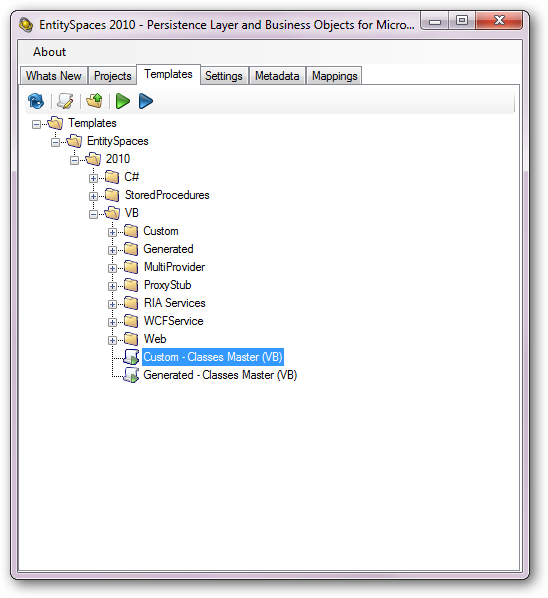 EntitySpaces 2010 - Persistence Layer and Business Objects for Micro...
About
Whats New Projects Templates Settings Metadata Mappings
Templates
EntitySpaces
2010
C#
StoredProcedures
VB
Custom
Generated
MultiProvider
ProxyStub
RIA Services
WCFService
Web
Custom - Classes Master (VB)
Generated - Classes Master (VB)